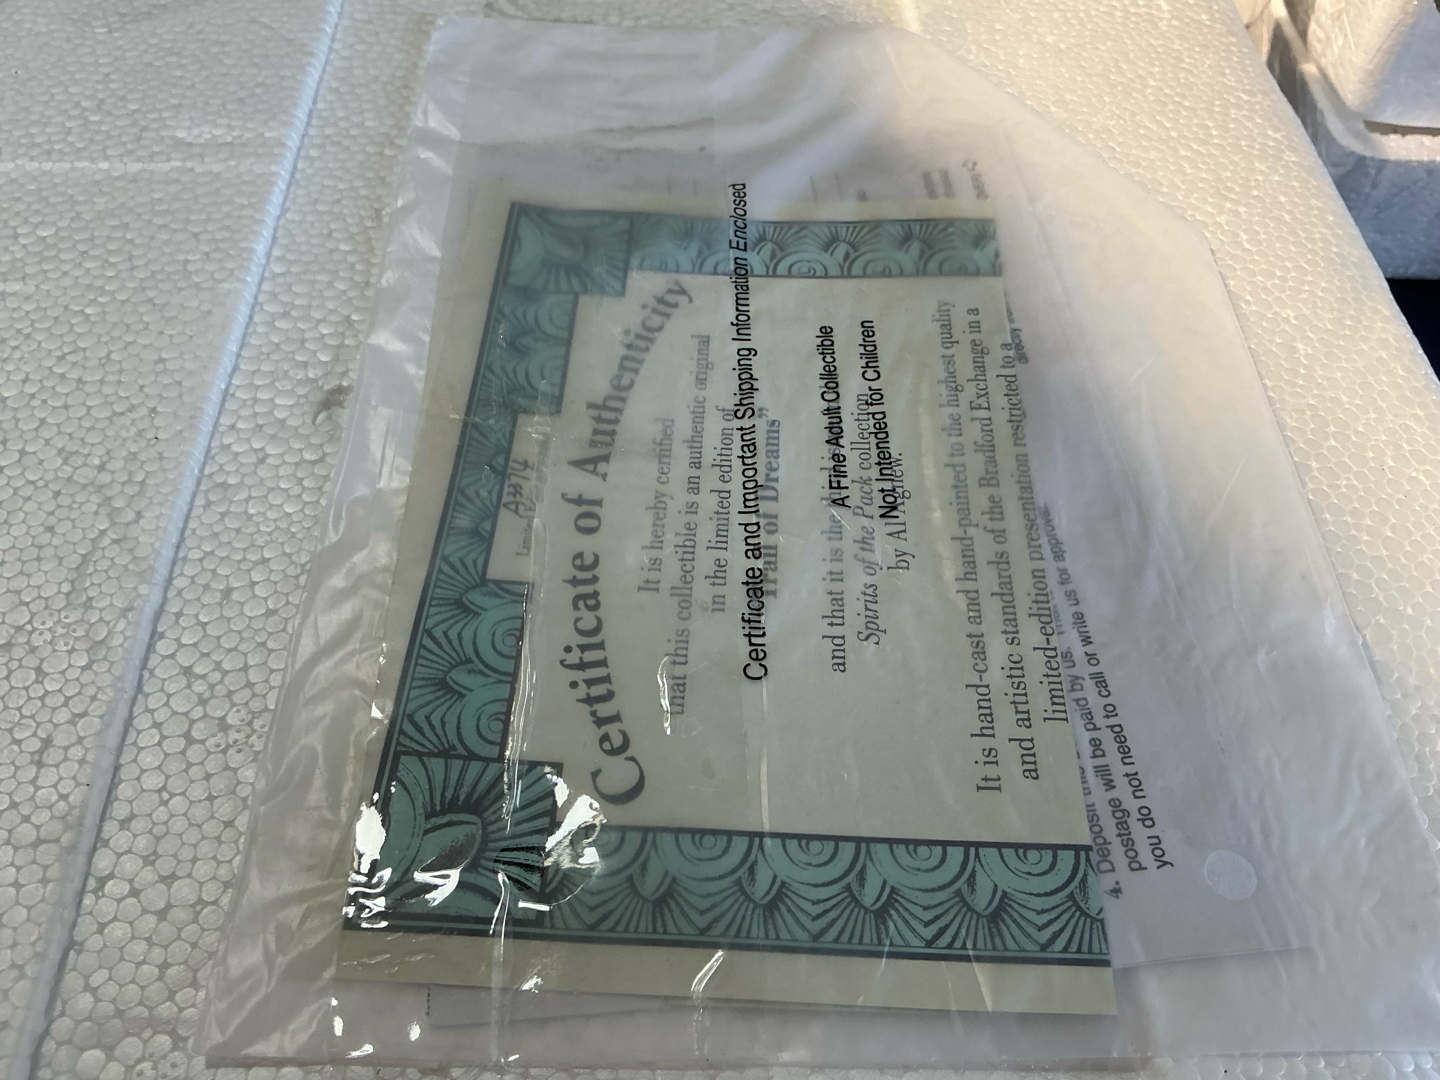 A3314
Certificate of Authenticity
It is hereby certified
that this collectible is an authentic original
in the limited edition of
"Trail of Dreams"
and that it is the
Spirits of the Pack collection
by Al Agnew.
It is hand-cast and hand-painted to the highest quality
and artistic standards of the Bradford Exchange in a
limited-edition presentation restricted to a
Certificate and Important Shipping Information Enclosed
A Fine Adult Collectible
Not Intended for Children
4. Deposit
postage will be paid by us.
you do not need to call or write us for approval.